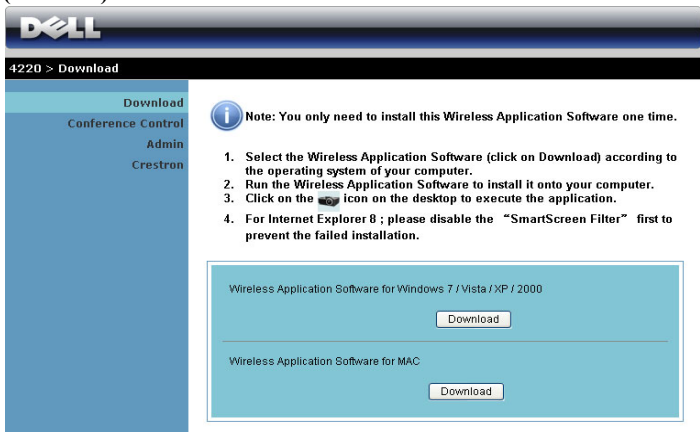 DELL
4220 > Download
Download
Conference Control
Admin
Crestron
Note: You only need to install this Wireless Application Software one time.
1. Select the Wireless Application Software (click on Download) according to
the operating system of your computer.
2. Run the Wireless Application Software to install it onto your computer.
3. Click on the icon on the desktop to execute the application.
4. For Internet Explorer 8 ; please disable the “SmartScreen Filter” first to
prevent the failed installation.
Wireless Application Software for Windows 7 / Vista / XP / 2000
Download
Wireless Application Software for MAC
Download